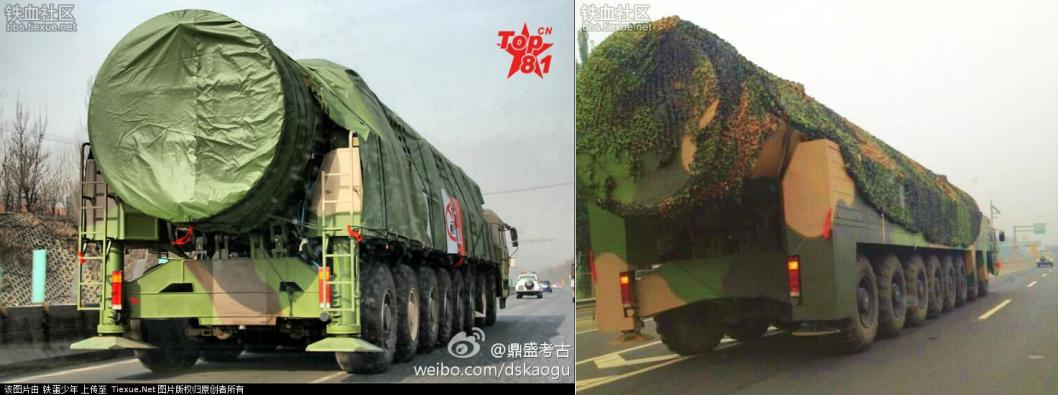 铁血社区
bbs.tiexue.net
Top CN
81
@鼎盛考古
weibo.com/dskaogu
该图片由 铁蛋少年 上传至 Tiexue.Net 图片版权归原创者所有
铁血社区
bbs.tiexue.net